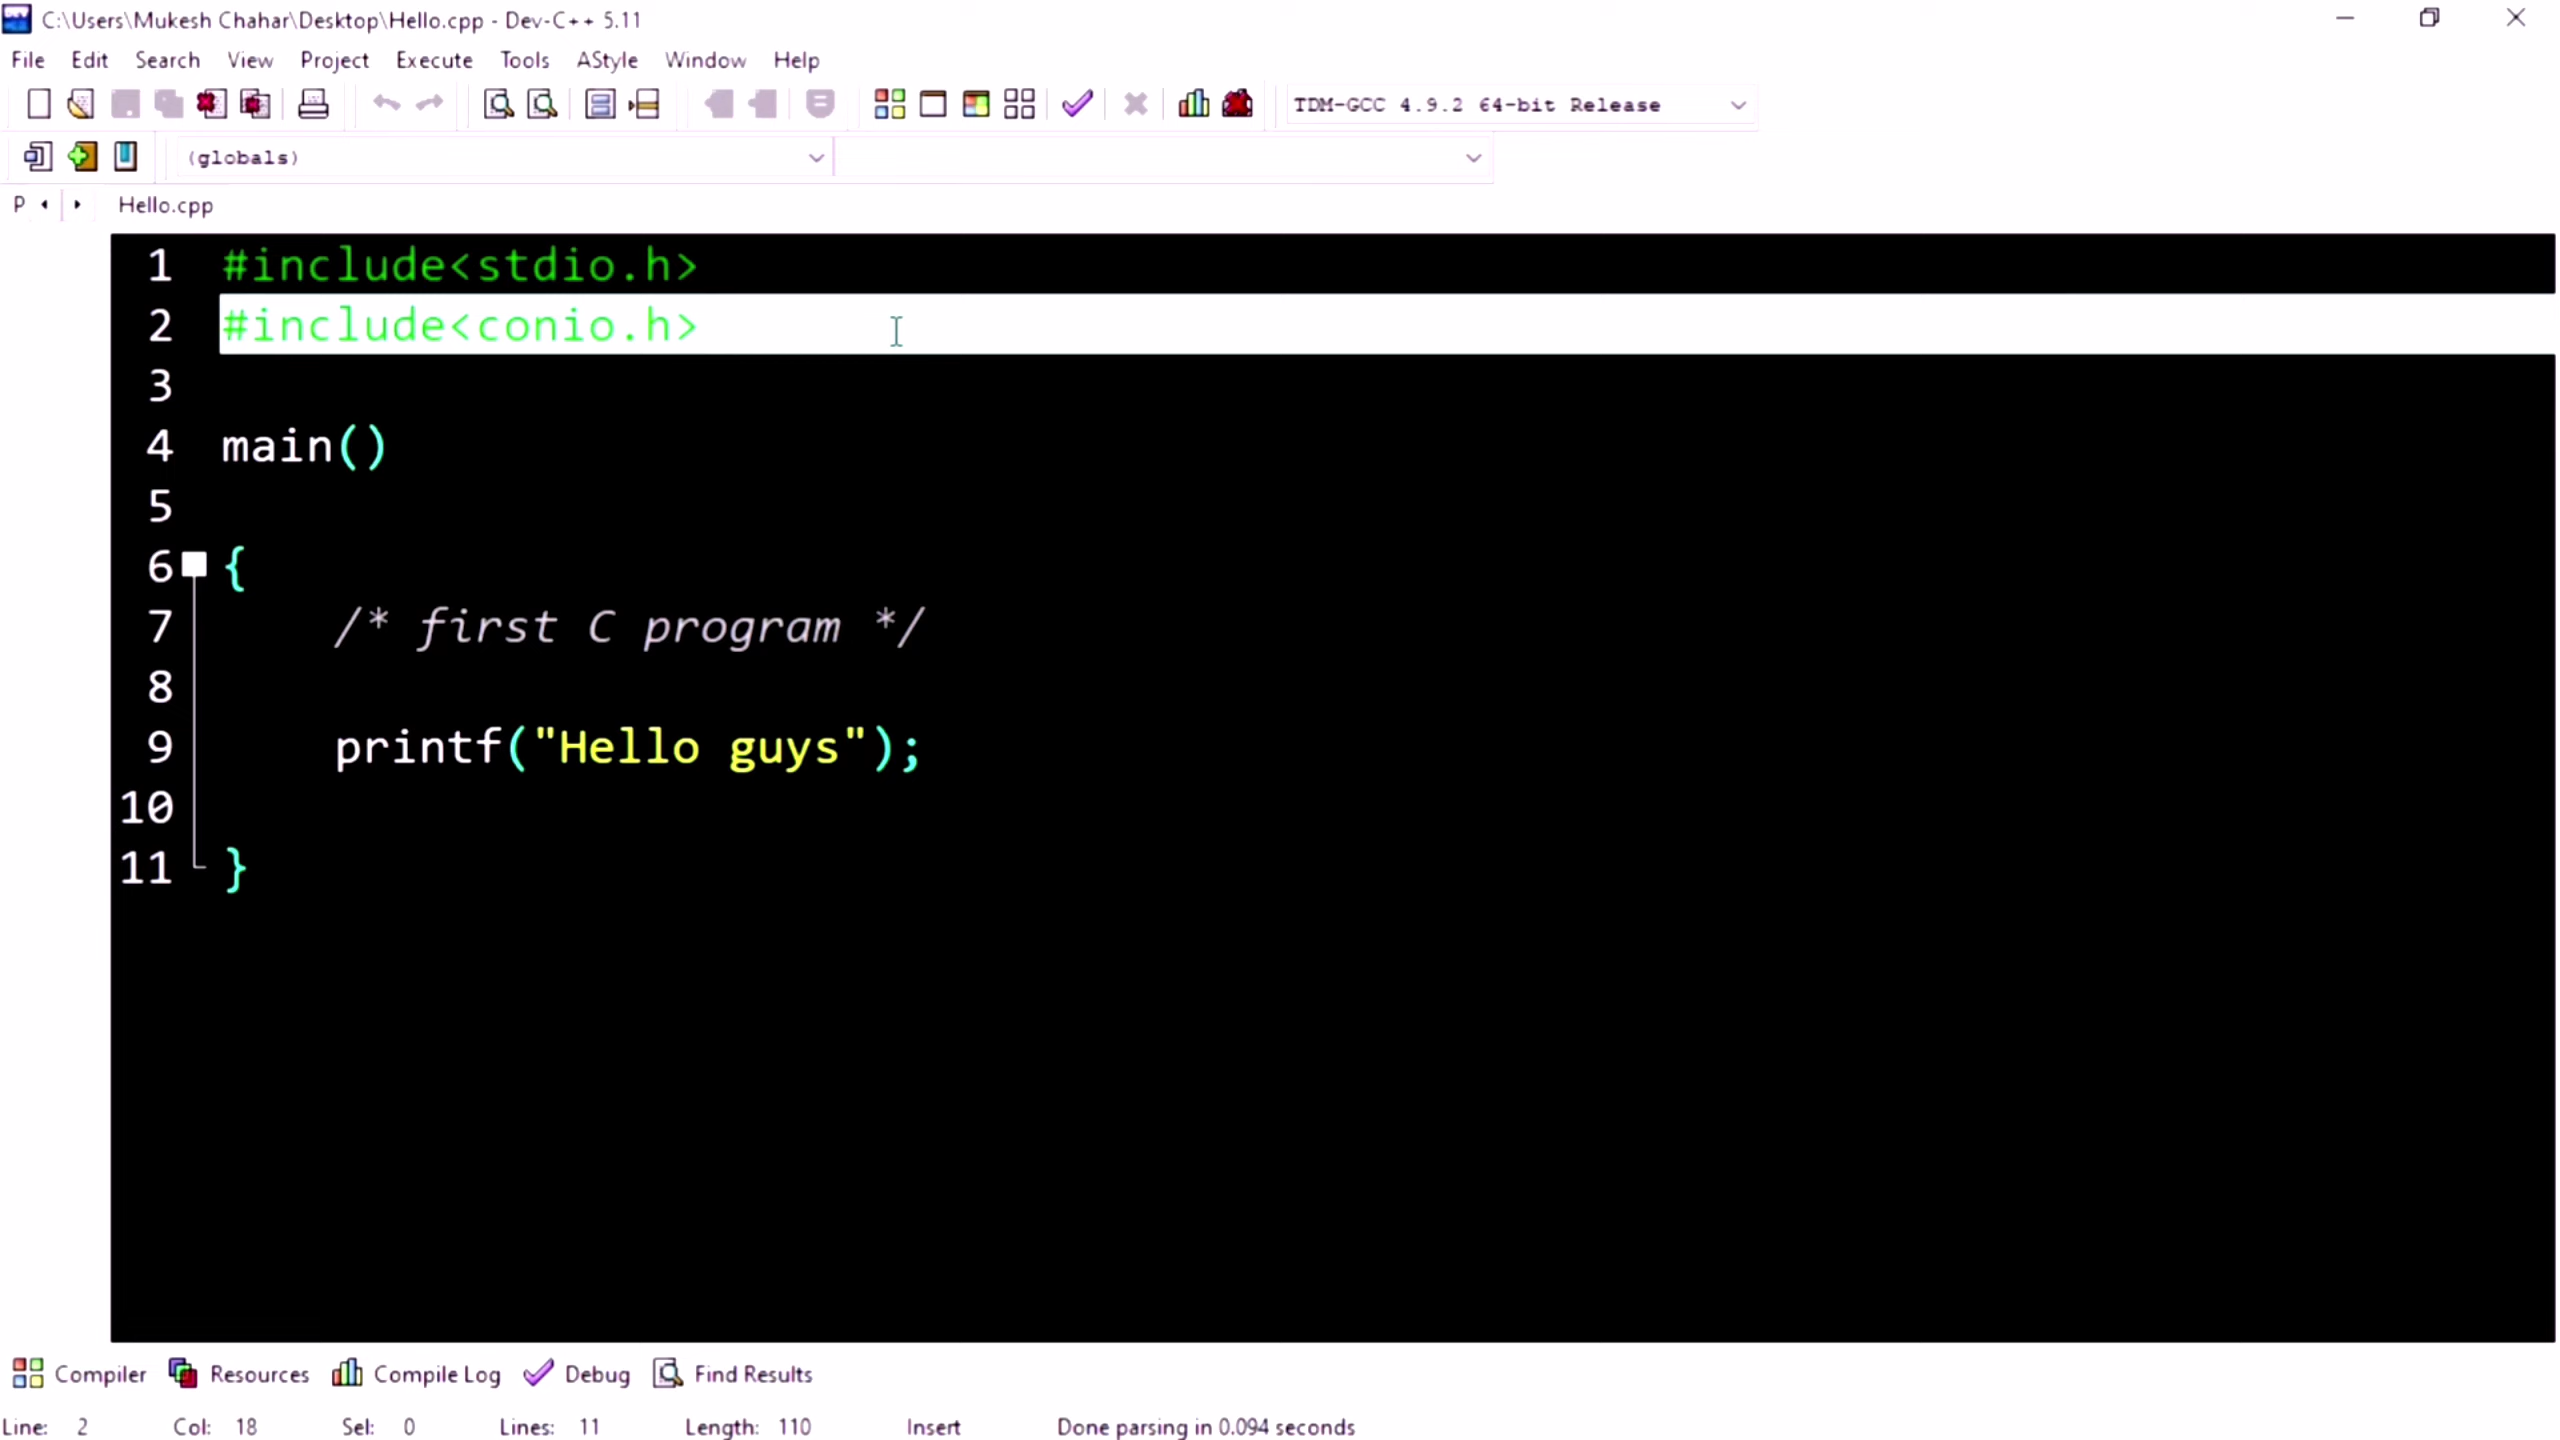 C:\Users\Mukesh Chahar\Desktop\Hello.cpp - Dev-C++ 5.11
File Edit Search View Project Execute Tools AStyle Window Help
TDM-GCC 4.9.2 64-bit Release
(globals)
P Hello.cpp
1 #include<stdio.h>
2 #include<conio.h>
3
4 main()
5
6 {
7 /* first C program */
8
9 printf("Hello guys");
10
11 }
Compiler Resources Compile Log Debug Find Results
Line: 2 Col: 18 Sel: 0 Lines: 11 Length: 110 Insert Done parsing in 0.094 seconds